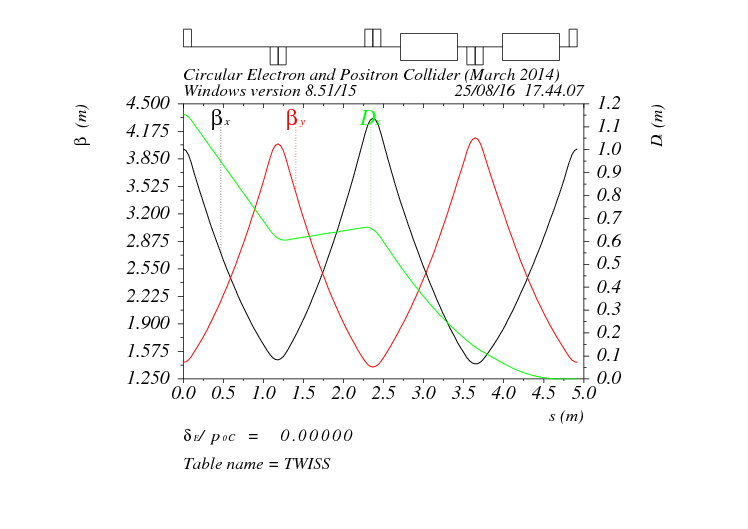 Circular Electron and Positron Collider (March 2014)
Windows version 8.51/15 25/08/16 17.44.07
β (m)
D (m)
βx βy D
4.500 1.2
4.175 1.1
3.850 1.0
3.525 0.9
3.200 0.8
2.875 0.7
2.550 0.6
2.225 0.5
1.900 0.4
1.575 0.3
1.250 0.2
0.1
0.0
0.0 0.5 1.0 1.5 2.0 2.5 3.0 3.5 4.0 4.5 5.0
s (m)
δE/ p0c = 0.00000
Table name = TWISS